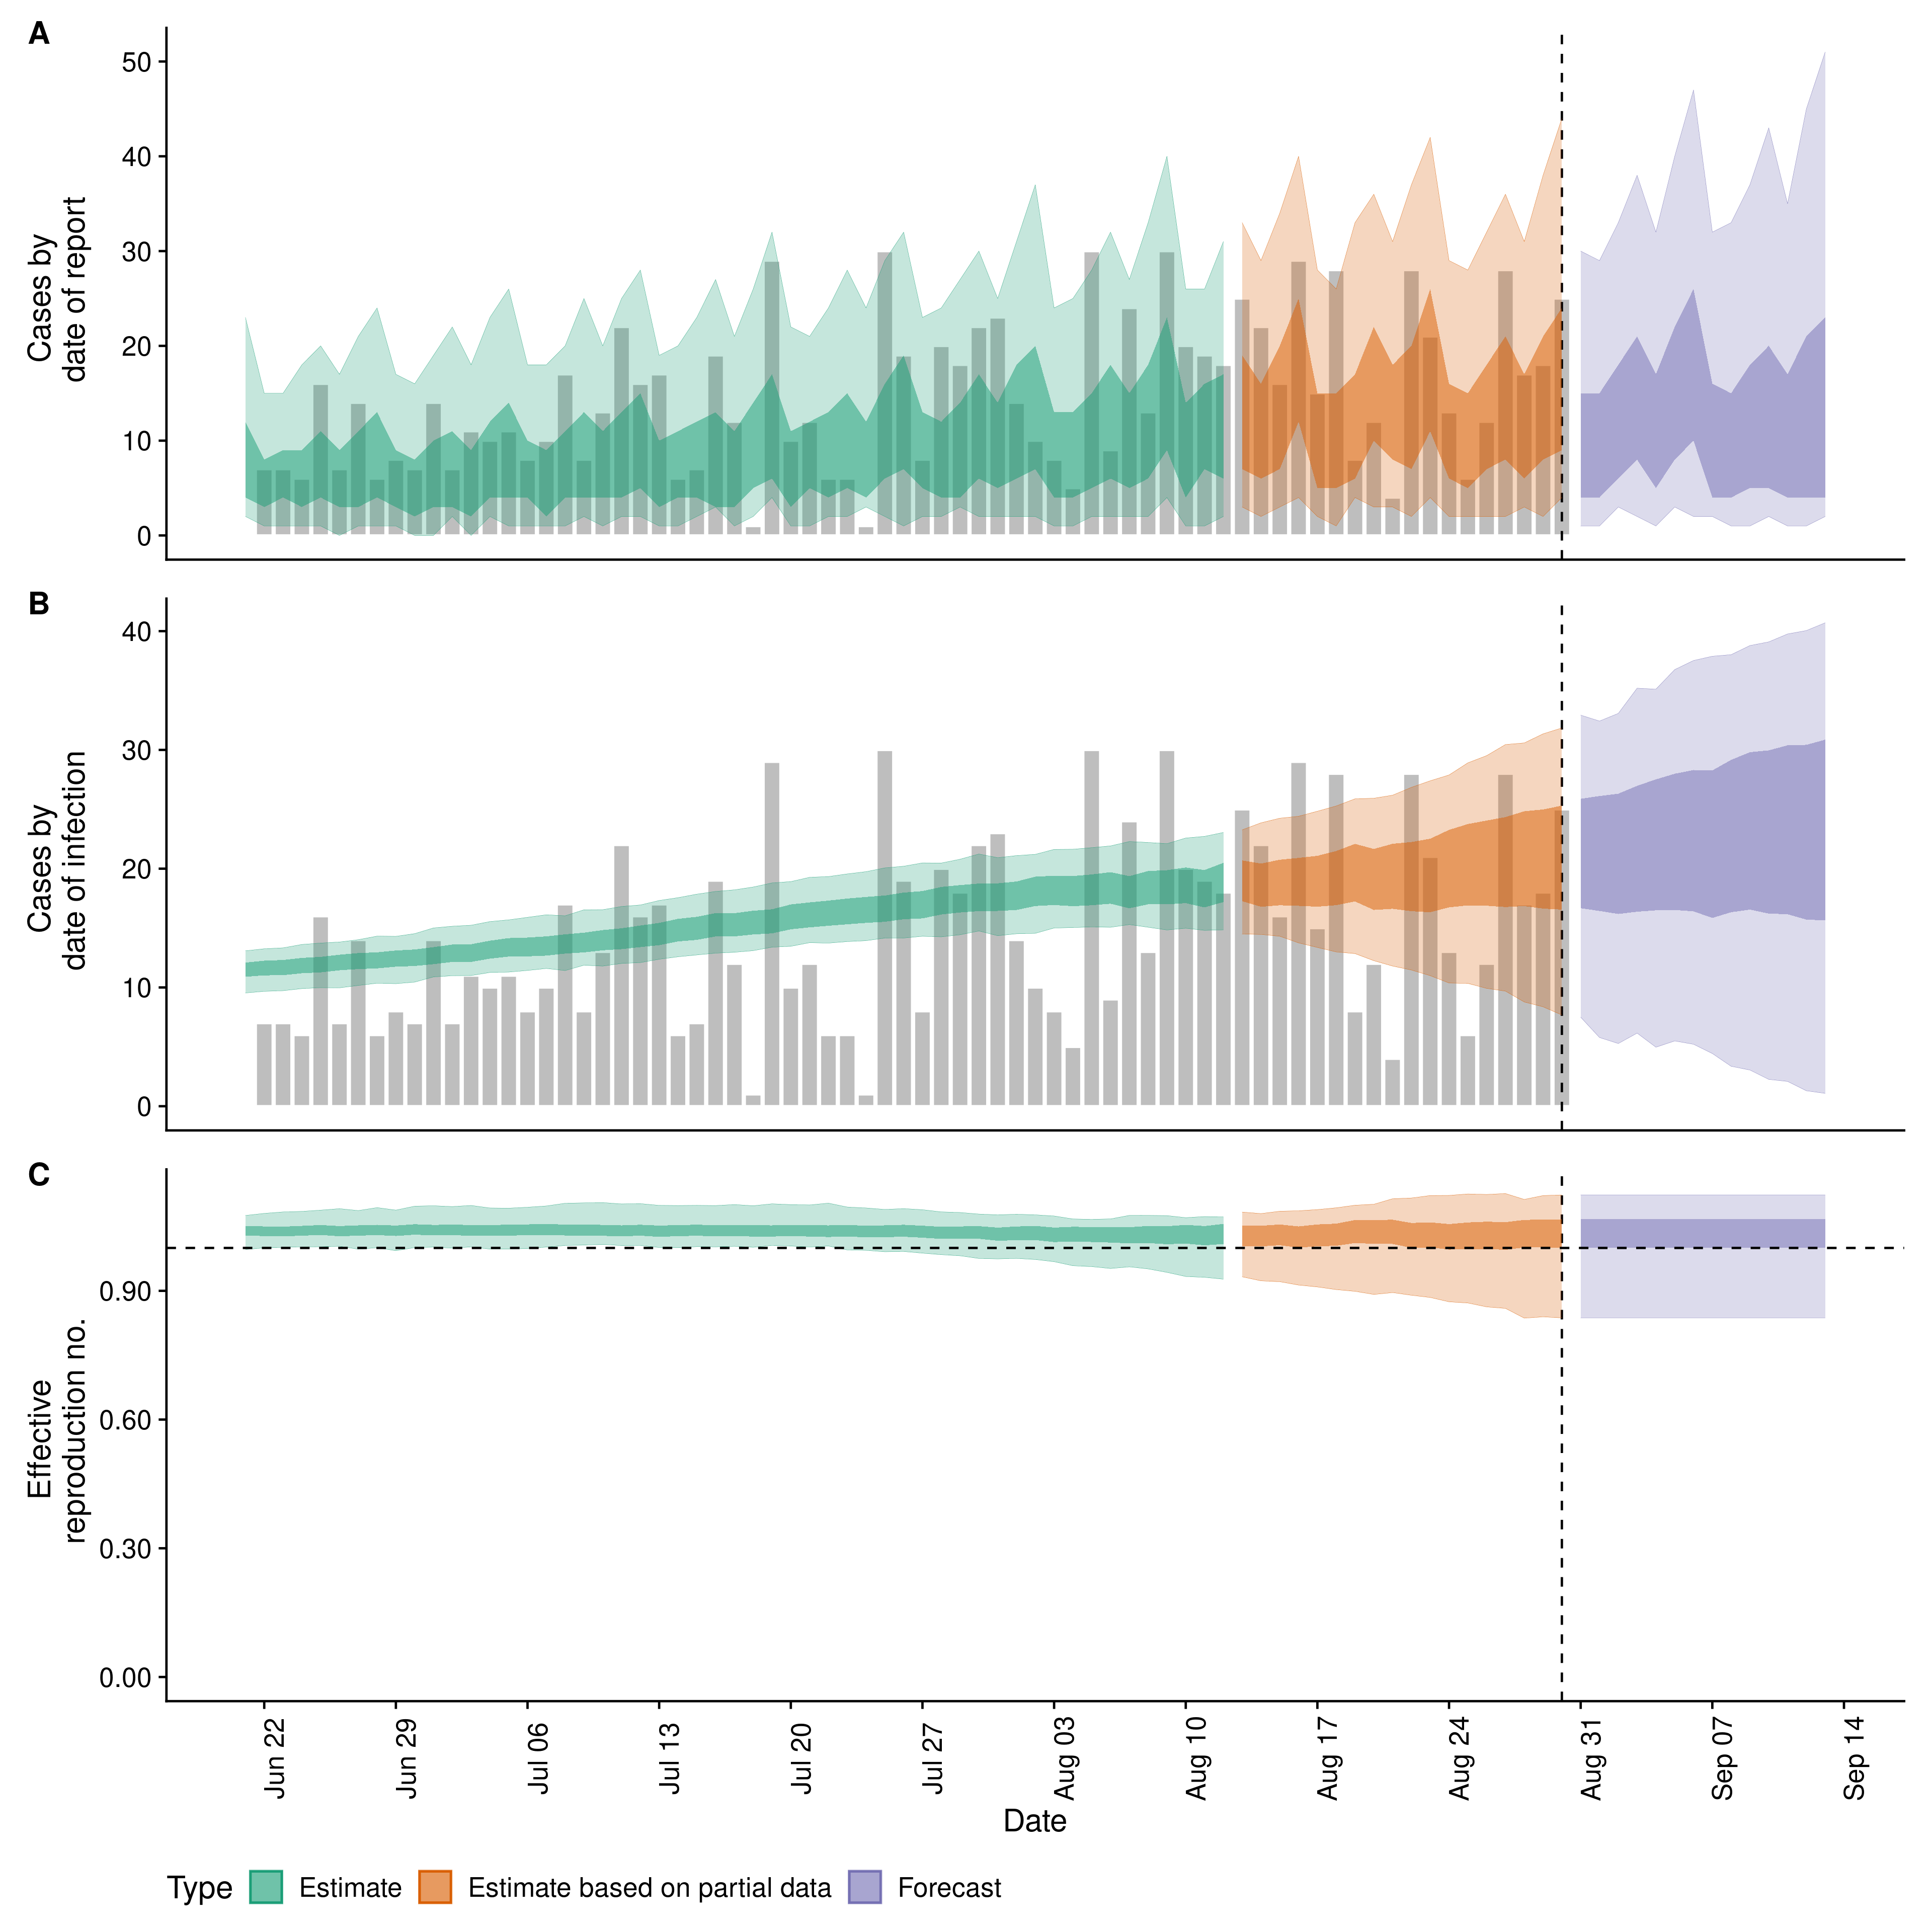 A
Cases by
date of report
50
40
30
20
10
0
B
Cases by
date of infection
40
30
20
10
0
C
Effective
reproduction no.
0.90
0.60
0.30
0.00
Jun 22
Jun 29
Jul 06
Jul 13
Jul 20
Jul 27
Aug 03
Aug 10
Aug 17
Aug 24
Aug 31
Sep 07
Sep 14
Date
Type Estimate Estimate based on partial data Forecast